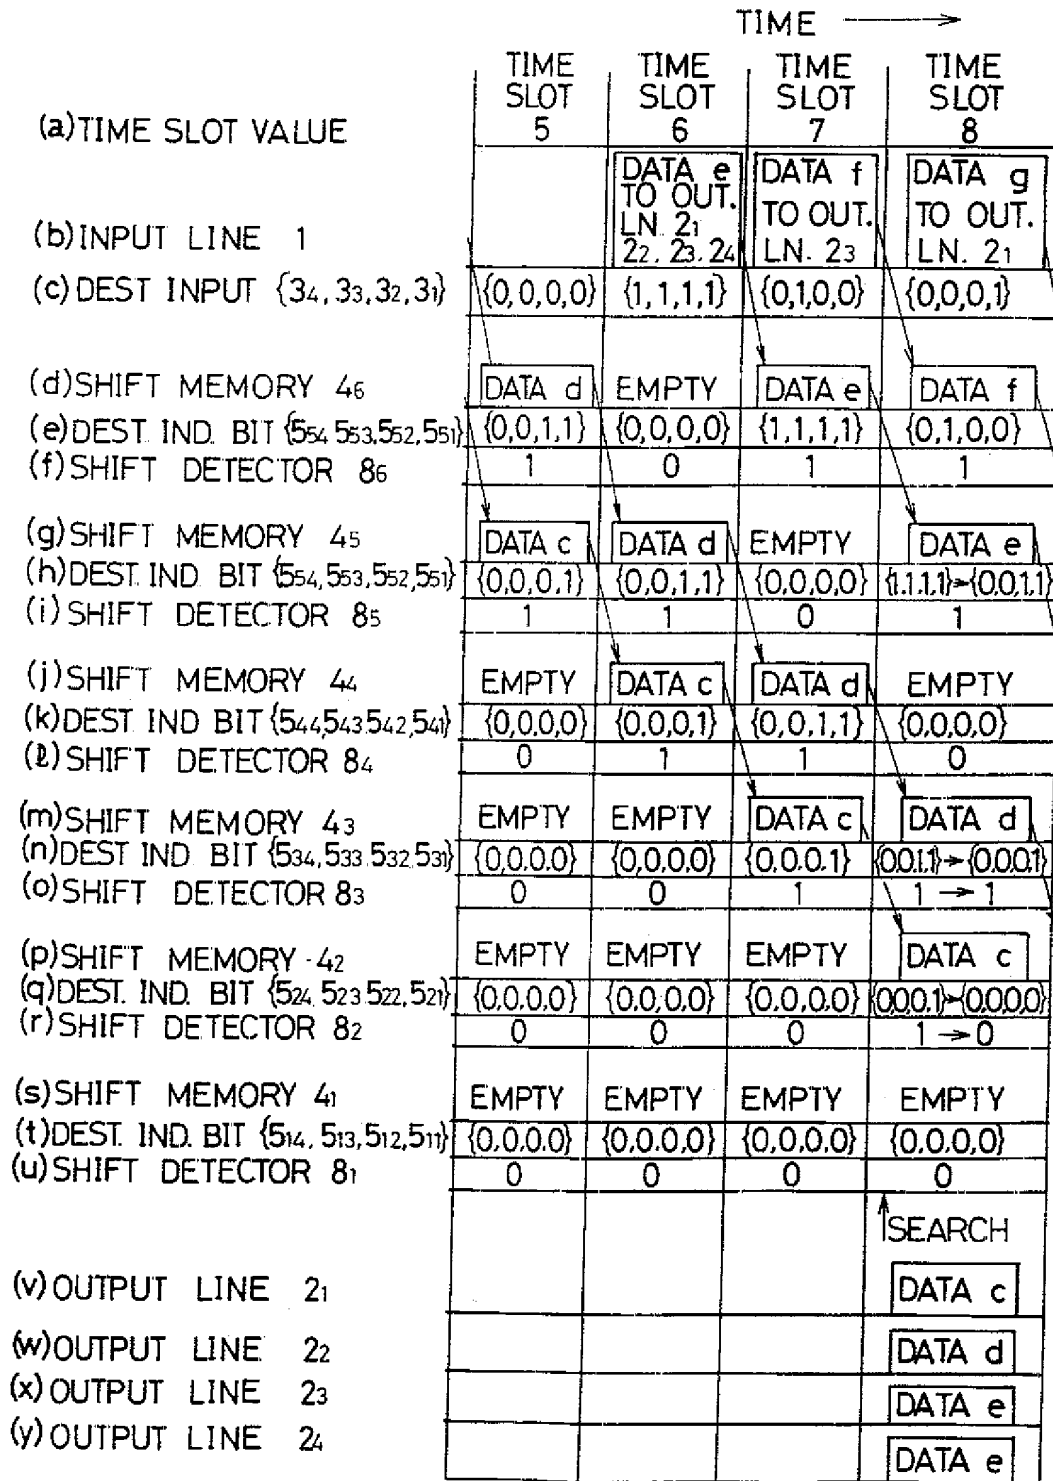 TIME ⟶
TIME SLOT 5 TIME SLOT 6 TIME SLOT 7 TIME SLOT 8
(a) TIME SLOT VALUE
DATA e TO OUT. LN. 2₁ 2₂, 2₃, 2₄ DATA f TO OUT. LN. 2₃ DATA g TO OUT. LN. 2₁
(b) INPUT LINE 1
(c) DEST INPUT {3₄, 3₃, 3₂, 3₁} {0,0,0,0} {1,1,1,1} {0,1,0,0} {0,0,0,1}
(d) SHIFT MEMORY 4₆ DATA d EMPTY DATA e DATA f
(e) DEST. IND. BIT {5₅₄ 5₅₃, 5₅₂, 5₅₁} {0,0,1,1} {0,0,0,0} {1,1,1,1} {0,1,0,0}
(f) SHIFT DETECTOR 8₆ 1 0 1 1
(g) SHIFT MEMORY 4₅ DATA c DATA d EMPTY DATA e
(h) DEST. IND. BIT {5₅₄, 5₅₃, 5₅₂, 5₅₁} {0,0,0,1} {0,0,1,1} {0,0,0,0} {1,1,1,1}→{0,0,1,1}
(i) SHIFT DETECTOR 8₅ 1 1 0 1
(j) SHIFT MEMORY 4₄ EMPTY DATA c DATA d EMPTY
(k) DEST IND BIT {5₄₄, 5₄₃ 5₄₂, 5₄₁} {0,0,0,0} {0,0,0,1} {0,0,1,1} {0,0,0,0}
(ℓ) SHIFT DETECTOR 8₄ 0 1 1 0
(m) SHIFT MEMORY 4₃ EMPTY EMPTY DATA c DATA d
(n) DEST IND BIT {5₃₄, 5₃₃ 5₃₂, 5₃₁} {0,0,0,0} {0,0,0,0} {0,0,0,1} {0,0,1,1}→{0,0,0,1}
(o) SHIFT DETECTOR 8₃ 0 0 1 1→1
(p) SHIFT MEMORY 4₂ EMPTY EMPTY EMPTY DATA c
(q) DEST. IND. BIT {5₂₄ 5₂₃ 5₂₂, 5₂₁} {0,0,0,0} {0,0,0,0} {0,0,0,0} {0,0,0,1}→{0,0,0,0}
(r) SHIFT DETECTOR 8₂ 0 0 0 1→0
(s) SHIFT MEMORY 4₁ EMPTY EMPTY EMPTY EMPTY
(t) DEST. IND. BIT {5₁₄, 5₁₃, 5₁₂, 5₁₁} {0,0,0,0} {0,0,0,0} {0,0,0,0} {0,0,0,0}
(u) SHIFT DETECTOR 8₁ 0 0 0 0
SEARCH
(v) OUTPUT LINE 2₁ DATA c
(w) OUTPUT LINE 2₂ DATA d
(x) OUTPUT LINE 2₃ DATA e
(y) OUTPUT LINE 2₄ DATA e